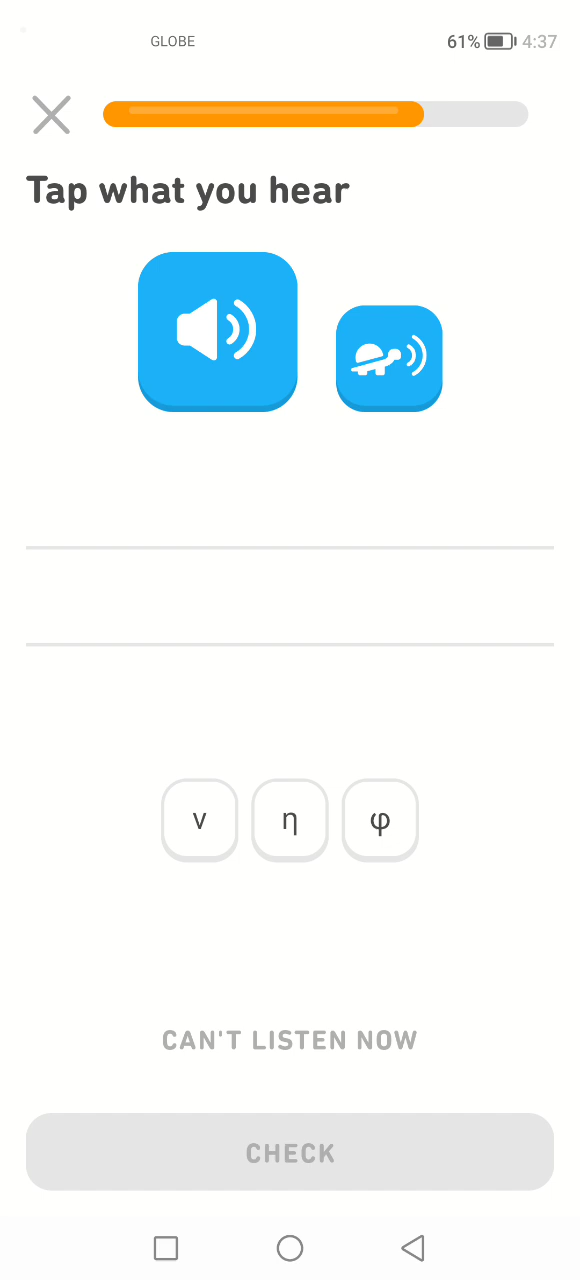 GLOBE 61% 4:37
Tap what you hear
ν η φ
CAN'T LISTEN NOW
CHECK